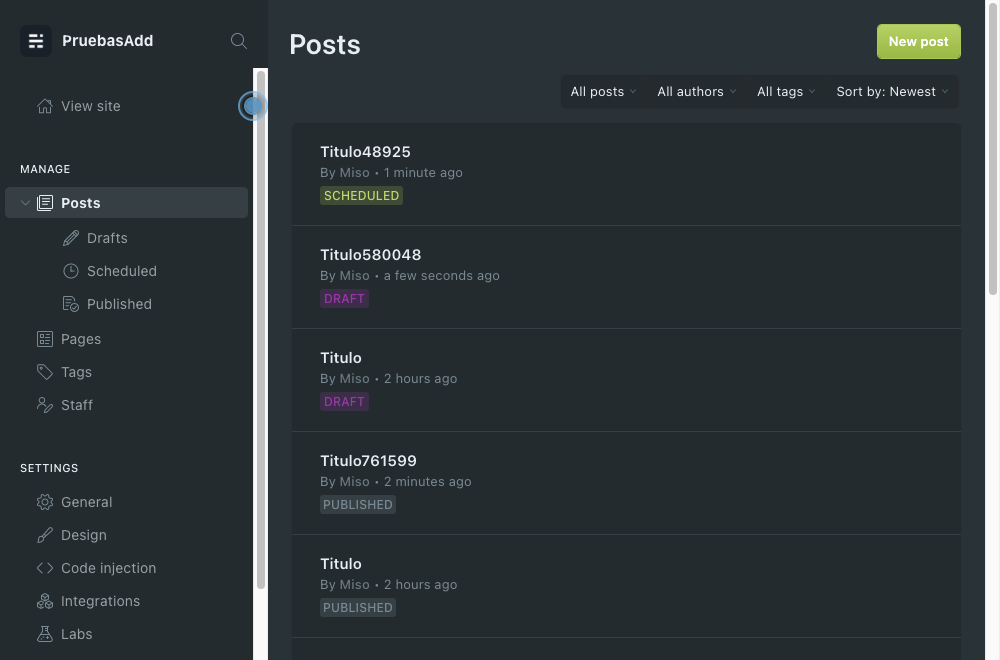 PruebasAdd
View site
MANAGE
Posts
Drafts
Scheduled
Published
Pages
Tags
Staff
SETTINGS
General
Design
Code injection
Integrations
Labs
Posts
New post
All posts
All authors
All tags
Sort by: Newest
Titulo48925
By Miso • 1 minute ago
SCHEDULED
Titulo580048
By Miso • a few seconds ago
DRAFT
Titulo
By Miso • 2 hours ago
DRAFT
Titulo761599
By Miso • 2 minutes ago
PUBLISHED
Titulo
By Miso • 2 hours ago
PUBLISHED